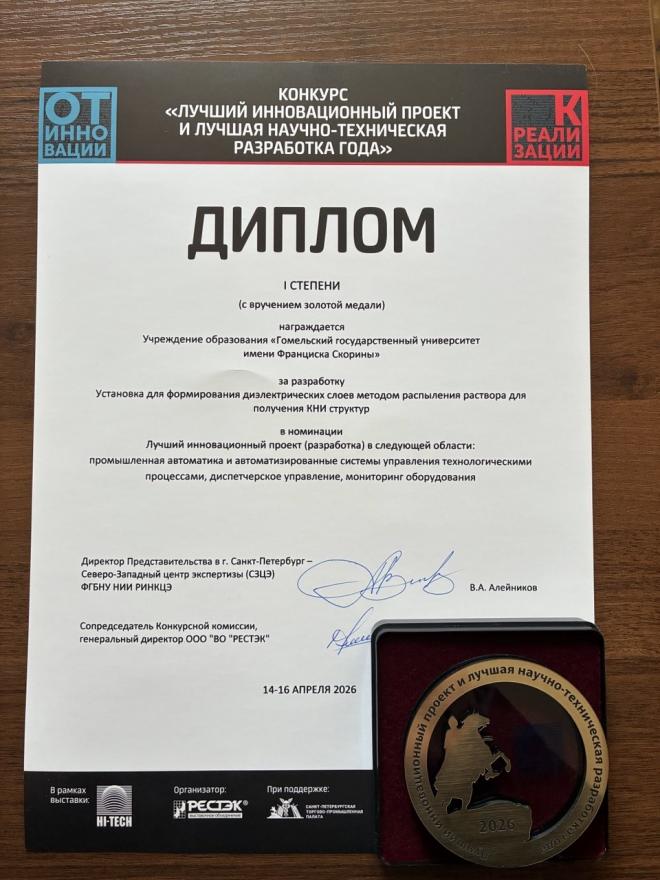 КОНКУРС
«ЛУЧШИЙ ИННОВАЦИОННЫЙ ПРОЕКТ
И ЛУЧШАЯ НАУЧНО-ТЕХНИЧЕСКАЯ
РАЗРАБОТКА ГОДА»
ОТ
ИННО
ВАЦИИ
К
РЕАЛИ
ЗАЦИИ
ДИПЛОМ
I СТЕПЕНИ
(с вручением золотой медали)
награждается
Учреждение образования «Гомельский государственный университет
имени Франциска Скорины»
за разработку
Установка для формирования диэлектрических слоев методом распыления раствора для
получения КНИ структур
в номинации
Лучший инновационный проект (разработка) в следующей области:
промышленная автоматика и автоматизированные системы управления технологическими
процессами, диспетчерское управление, мониторинг оборудования
Директор Представительства в г. Санкт-Петербург –
Северо-Западный центр экспертизы (СЗЦЭ)
ФГБНУ НИИ РИНКЦЭ
В.А. Алейников
Сопредседатель Конкурсной комиссии,
генеральный директор ООО "ВО "РЕСТЭК"
14-16 АПРЕЛЯ 2026
В рамках
выставки:
HI-TECH
Организатор:
РЕСТЭК
ВЫСТАВОЧНОЕ ОБЪЕДИНЕНИЕ
При поддержке:
САНКТ-ПЕТЕРБУРГСКАЯ
ТОРГОВО-ПРОМЫШЛЕННАЯ
ПАЛАТА
Лучший инновационный проект и лучшая научно-техническая разработка года
2026